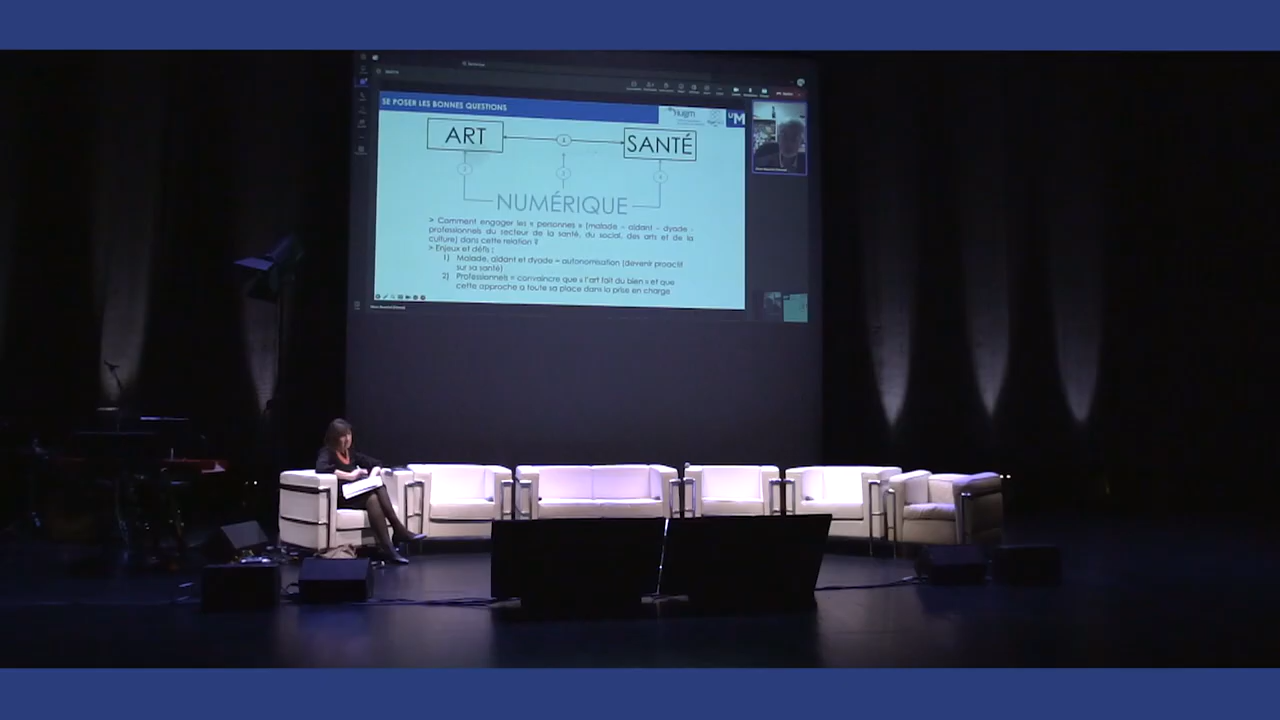 SE POSER LES BONNES QUESTIONS
ART
SANTÉ
NUMÉRIQUE
> Comment engager les « personnes » (malade – aidant – dyade -
professionnels du secteur de la santé, du social, des arts et de la
culture) dans cette relation ?
> Enjeux et défis :
1) Malade, aidant et dyade = autonomisation (devenir proactif
sur sa santé)
2) Professionnels = convaincre que « l'art fait du bien » et que
cette approche a toute sa place dans la prise en charge